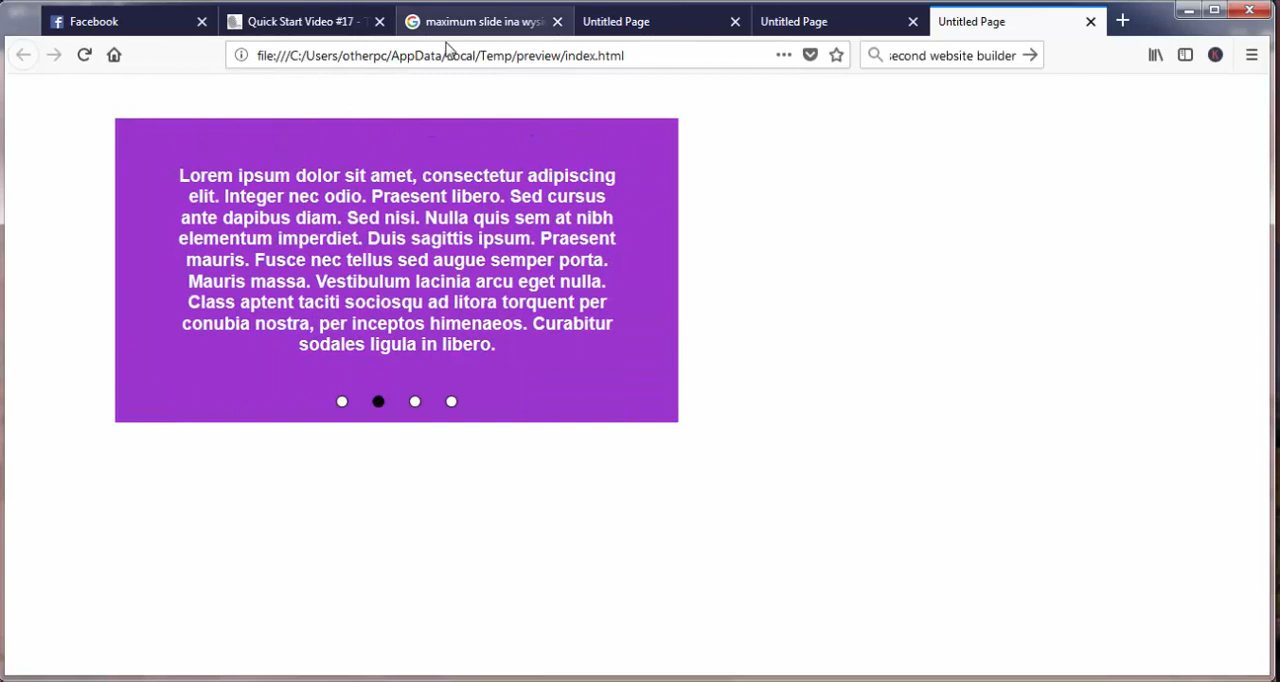 Facebook
Quick Start Video #17 -
maximum slide ina wysi
Untitled Page
Untitled Page
Untitled Page
file:///C:/Users/otherpc/AppData/Local/Temp/preview/index.html
second website builder
K
Lorem ipsum dolor sit amet, consectetur adipiscing
elit. Integer nec odio. Praesent libero. Sed cursus
ante dapibus diam. Sed nisi. Nulla quis sem at nibh
elementum imperdiet. Duis sagittis ipsum. Praesent
mauris. Fusce nec tellus sed augue semper porta.
Mauris massa. Vestibulum lacinia arcu eget nulla.
Class aptent taciti sociosqu ad litora torquent per
conubia nostra, per inceptos himenaeos. Curabitur
sodales ligula in libero.